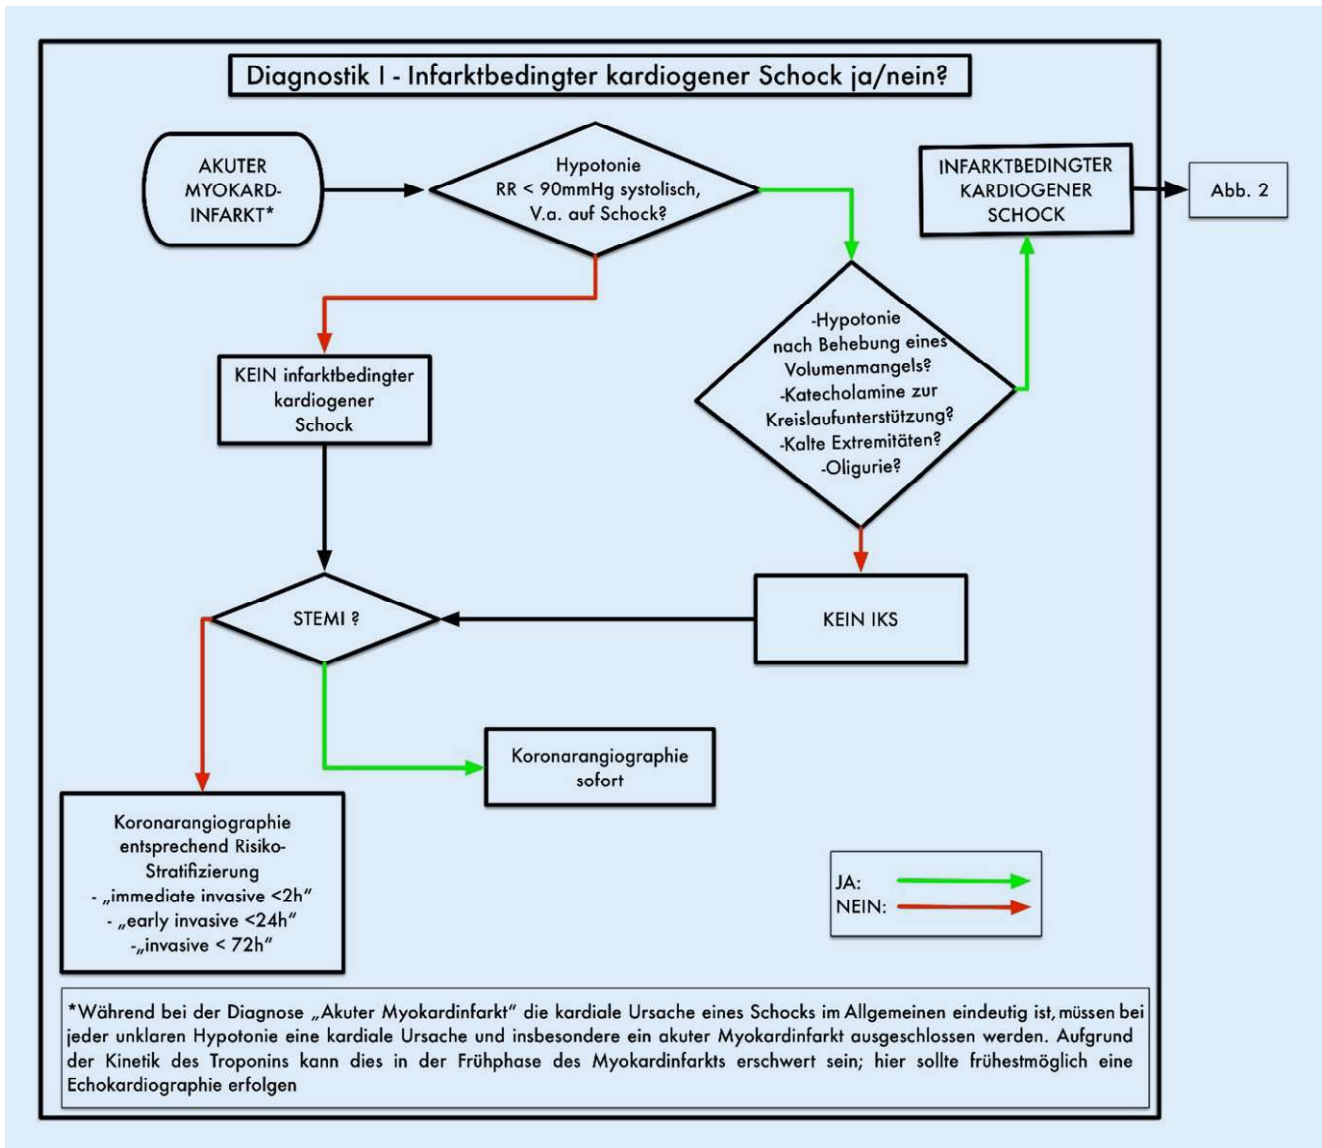 Diagnostik I - Infarktbedingter kardiogener Schock ja/nein?
AKUTER
MYOKARD-
INFARKT*
Hypotonie
RR < 90mmHg systolisch,
V.a. auf Schock?
INFARKTBEDINGTER
KARDIOGENER
SCHOCK
Abb. 2
-Hypotonie
nach Behebung eines
Volumenmangels?
-Katecholamine zur
Kreislaufunterstützung?
-Kalte Extremitäten?
-Oligurie?
KEIN infarktbedingter
kardiogener
Schock
STEMI ?
KEIN IKS
Koronarangiographie
sofort
Koronarangiographie
entsprechend Risiko-
Stratifizierung
- „immediate invasive <2h“
- „early invasive <24h“
-„invasive < 72h“
JA:
NEIN:
*Während bei der Diagnose „Akuter Myokardinfarkt“ die kardiale Ursache eines Schocks im Allgemeinen eindeutig ist, müssen bei
jeder unklaren Hypotonie eine kardiale Ursache und insbesondere ein akuter Myokardinfarkt ausgeschlossen werden. Aufgrund
der Kinetik des Troponins kann dies in der Frühphase des Myokardinfarkts erschwert sein; hier sollte frühestmöglich eine
Echokardiographie erfolgen